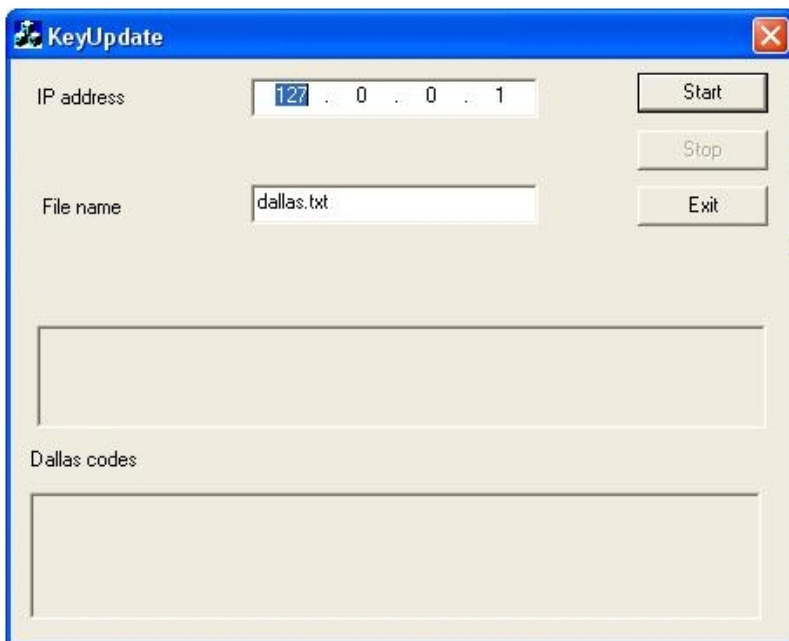 KeyUpdate
IP address
127 . 0 . 0 . 1
Start
Stop
File name
dallas.txt
Exit
Dallas codes